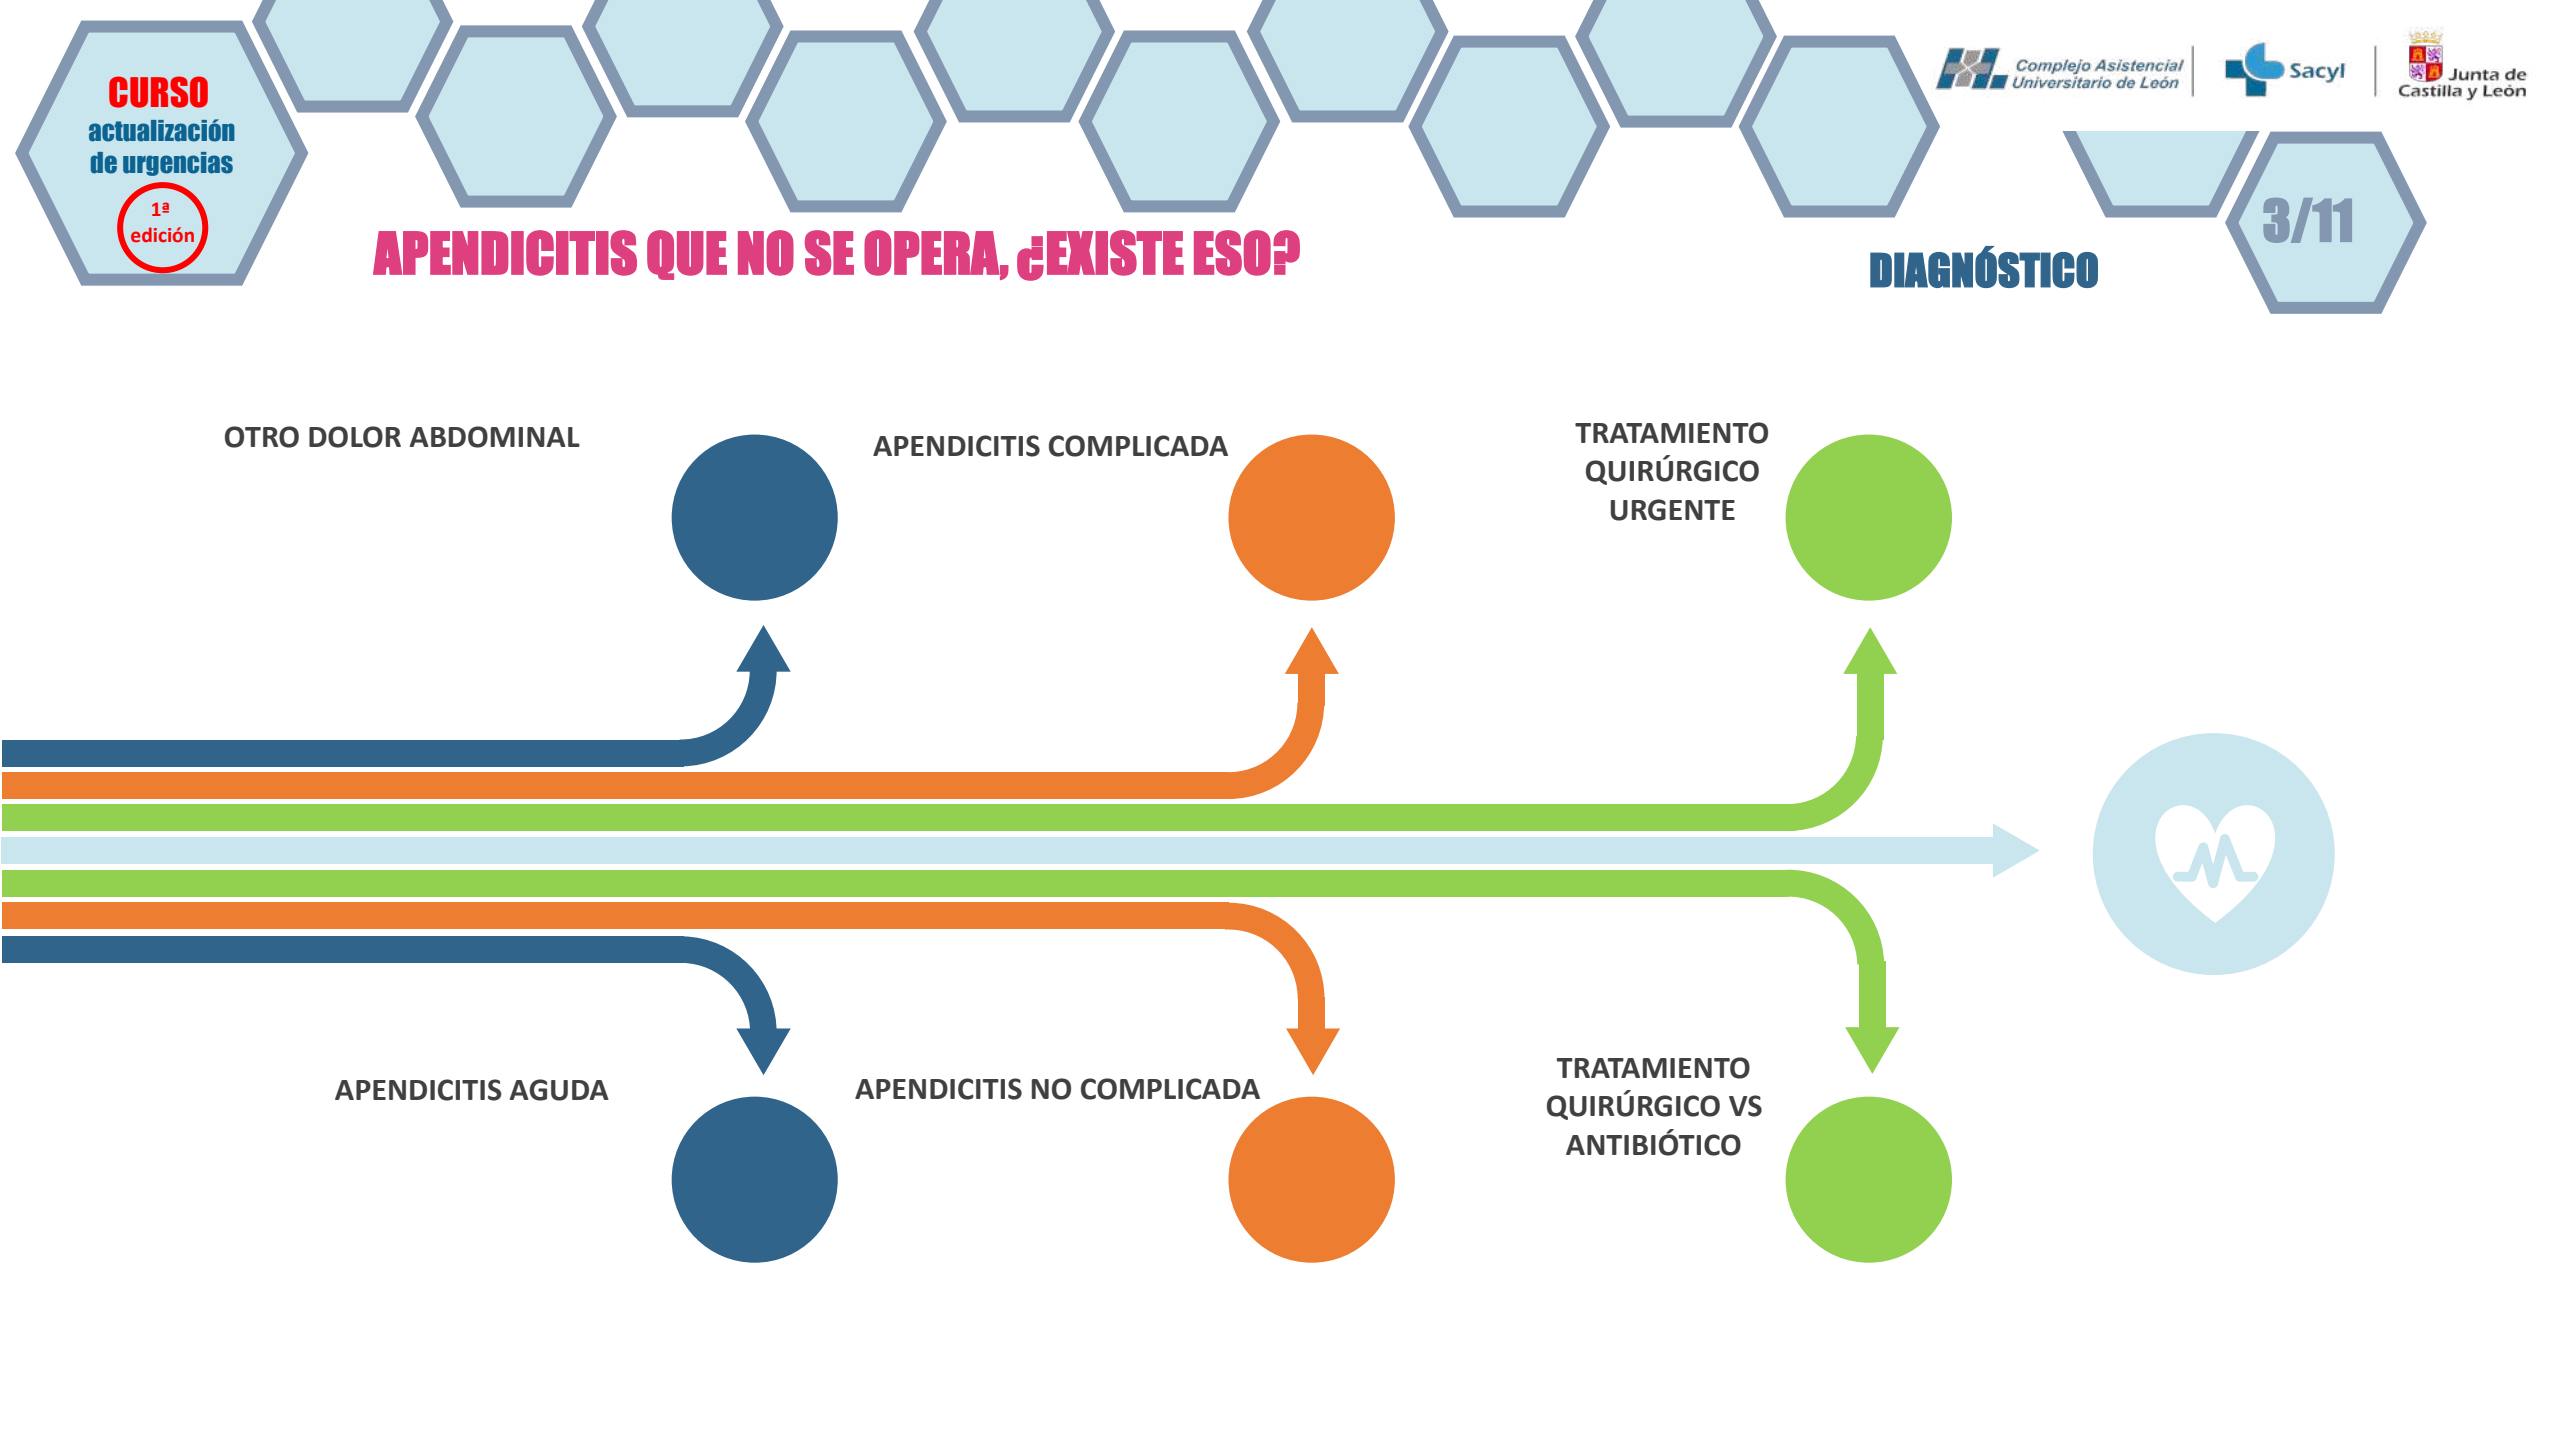 CURSO
actualización
de urgencias
1ª
edición
Complejo Asistencial
Universitario de León
Sacyl
Junta de
Castilla y León
3/11
APENDICITIS QUE NO SE OPERA, ¿EXISTE ESO?
DIAGNÓSTICO
OTRO DOLOR ABDOMINAL
APENDICITIS COMPLICADA
TRATAMIENTO
QUIRÚRGICO
URGENTE
APENDICITIS AGUDA
APENDICITIS NO COMPLICADA
TRATAMIENTO
QUIRÚRGICO VS
ANTIBIÓTICO